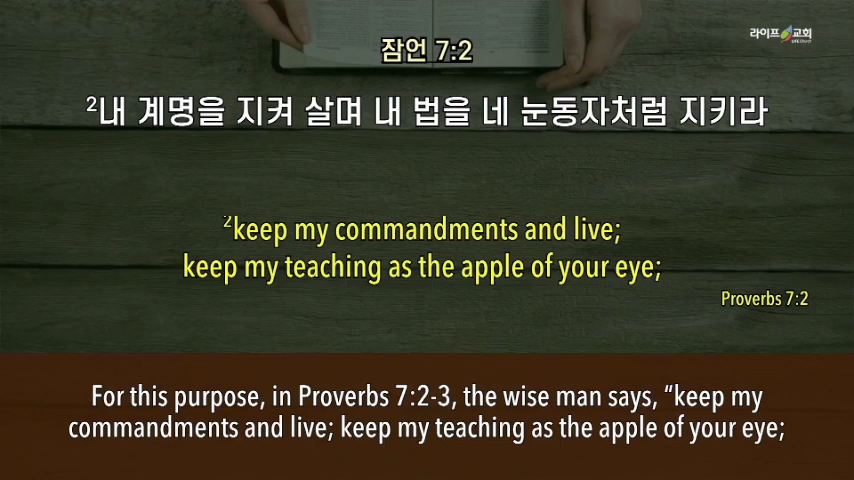 라이프교회
잠언 7:2
²내 계명을 지켜 살며 내 법을 네 눈동자처럼 지키라
²keep my commandments and live;
keep my teaching as the apple of your eye;
Proverbs 7:2
For this purpose, in Proverbs 7:2-3, the wise man says, “keep my
commandments and live; keep my teaching as the apple of your eye;